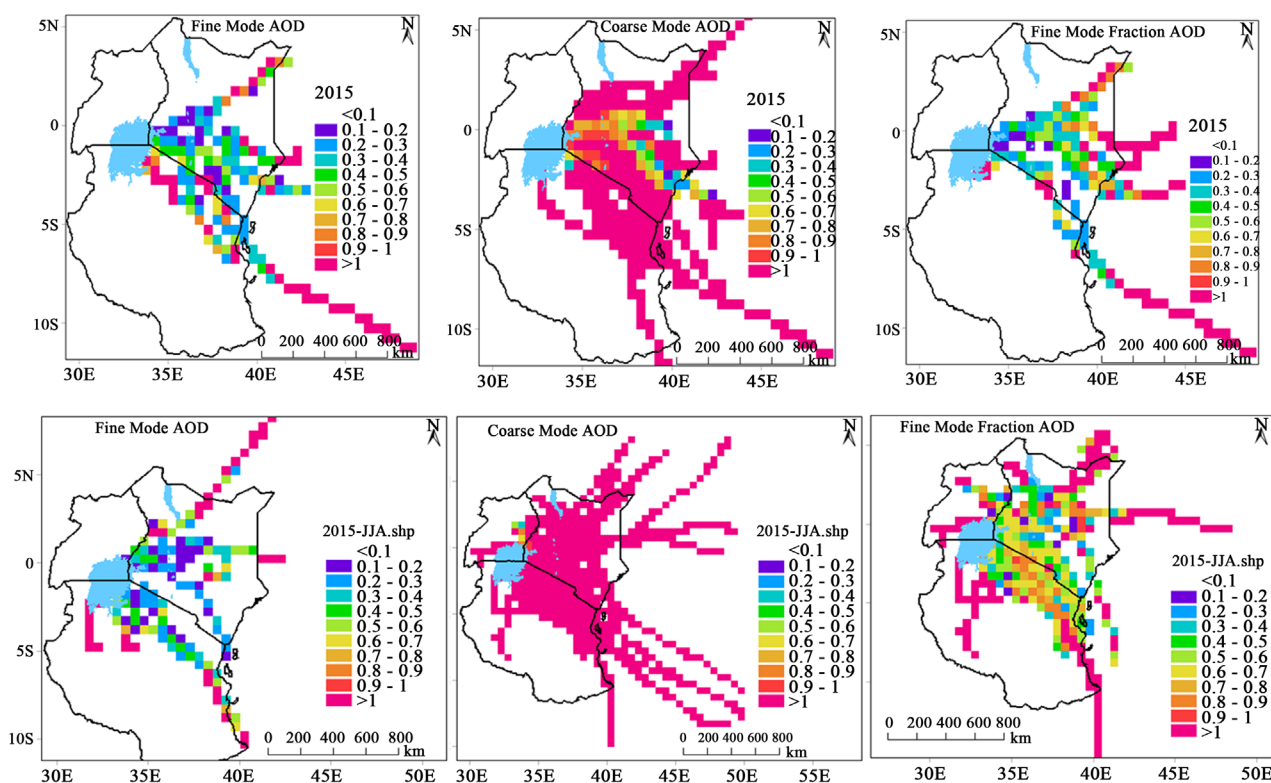 Fine Mode AOD
N
5N
0
5S
10S
2015
<0.1
0.1 - 0.2
0.2 - 0.3
0.3 - 0.4
0.4 - 0.5
0.5 - 0.6
0.6 - 0.7
0.7 - 0.8
0.8 - 0.9
0.9 - 1
>1
0 200 400 600 800
km
30E 35E 40E 45E
Coarse Mode AOD
N
5N
0
5S
10S
2015
<0.1
0.1 - 0.2
0.2 - 0.3
0.3 - 0.4
0.4 - 0.5
0.5 - 0.6
0.6 - 0.7
0.7 - 0.8
0.8 - 0.9
0.9 - 1
>1
0 200 400 600 800
km
30E 35E 40E 45E
Fine Mode Fraction AOD
N
5N
0
5S
10S
2015
<0.1
0.1 - 0.2
0.2 - 0.3
0.3 - 0.4
0.4 - 0.5
0.5 - 0.6
0.6 - 0.7
0.7 - 0.8
0.8 - 0.9
0.9 - 1
>1
0 200 400 600 800
km
30E 35E 40E 45E
Fine Mode AOD
N
5N
0
5S
10S
2015-JJA.shp
<0.1
0.1 - 0.2
0.2 - 0.3
0.3 - 0.4
0.4 - 0.5
0.5 - 0.6
0.6 - 0.7
0.7 - 0.8
0.8 - 0.9
0.9 - 1
>1
0 200 400 600 800
km
30E 35E 40E 45E 50E
Coarse Mode AOD
N
2015-JJA.shp
<0.1
0.1 - 0.2
0.2 - 0.3
0.3 - 0.4
0.4 - 0.5
0.5 - 0.6
0.6 - 0.7
0.7 - 0.8
0.8 - 0.9
0.9 - 1
>1
0 200 400 600 800
km
30E 35E 40E 45E 50E 55E
Fine Mode Fraction AOD
N
2015-JJA.shp
<0.1
0.1 - 0.2
0.2 - 0.3
0.3 - 0.4
0.4 - 0.5
0.5 - 0.6
0.6 - 0.7
0.7 - 0.8
0.8 - 0.9
0.9 - 1
>1
0 200 400 600 800
km
30E 35E 40E 45E 50E